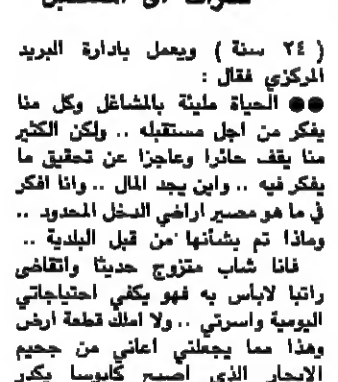 ( ٢٤ سنة ) ويعمل بادارة البريد
المركزي فقال :
●● الحياة مليئة بالمشاغل وكل منا
يفكر من اجل مستقبله .. ولكن الكثير
منا يقف حائرا وعاجزا عن تحقيق ما
يفكر فيه .. واين يجد المال .. وانا افكر
في ما هو مصير اراضي الدخل المحدود ..
وماذا تم بشأنها من قبل البلدية ..
فانا شاب متزوج حديثا واتقاضى
راتبا لاباس به فهو يكفي احتياجاتي
اليومية واسرتي .. ولا املك قطعة ارض
وهذا مما يجعلني اعاني من جحيم
الايجار الذي اصبح كابوسا يكدر